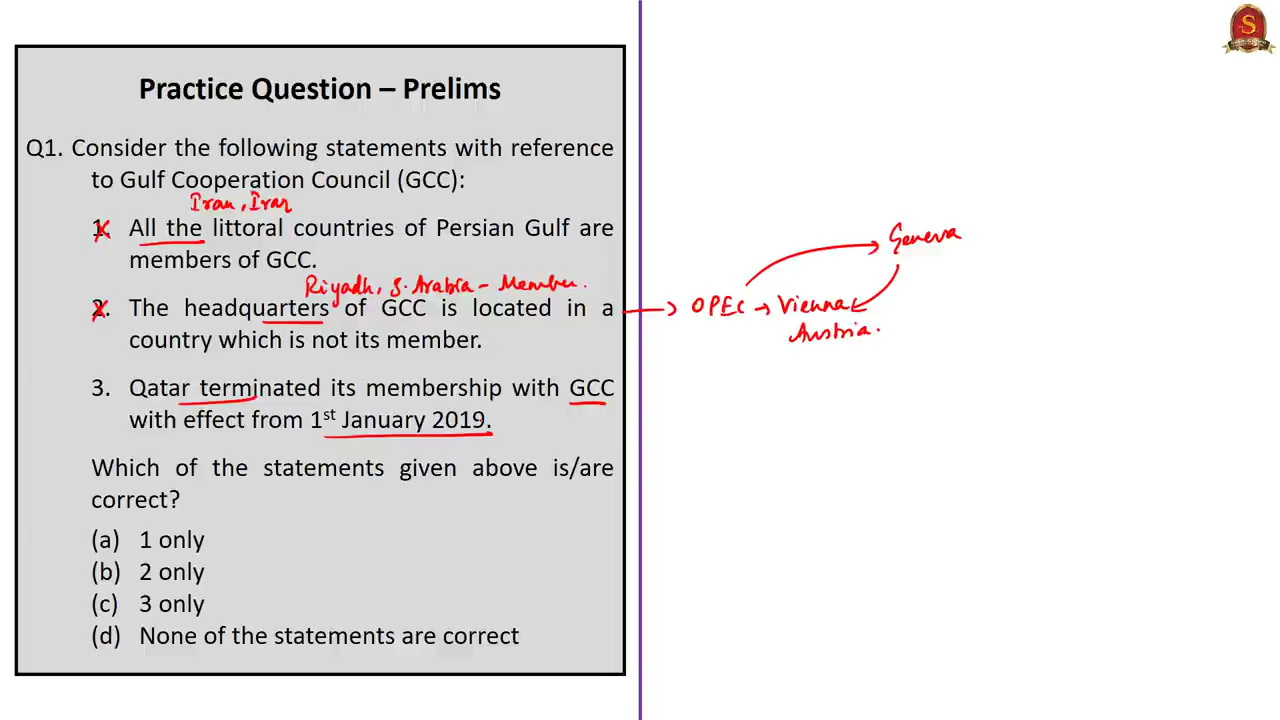 Practice Question – Prelims
Q1. Consider the following statements with reference
to Gulf Cooperation Council (GCC):
Iran, Iraq
1. All the littoral countries of Persian Gulf are
members of GCC.
Riyadh, S. Arabia – Member.
2. The headquarters of GCC is located in a
country which is not its member.
3. Qatar terminated its membership with GCC
with effect from 1st January 2019.
Which of the statements given above is/are
correct?
(a) 1 only
(b) 2 only
(c) 3 only
(d) None of the statements are correct
Geneva
OPEC → Vienna
Austria.
S